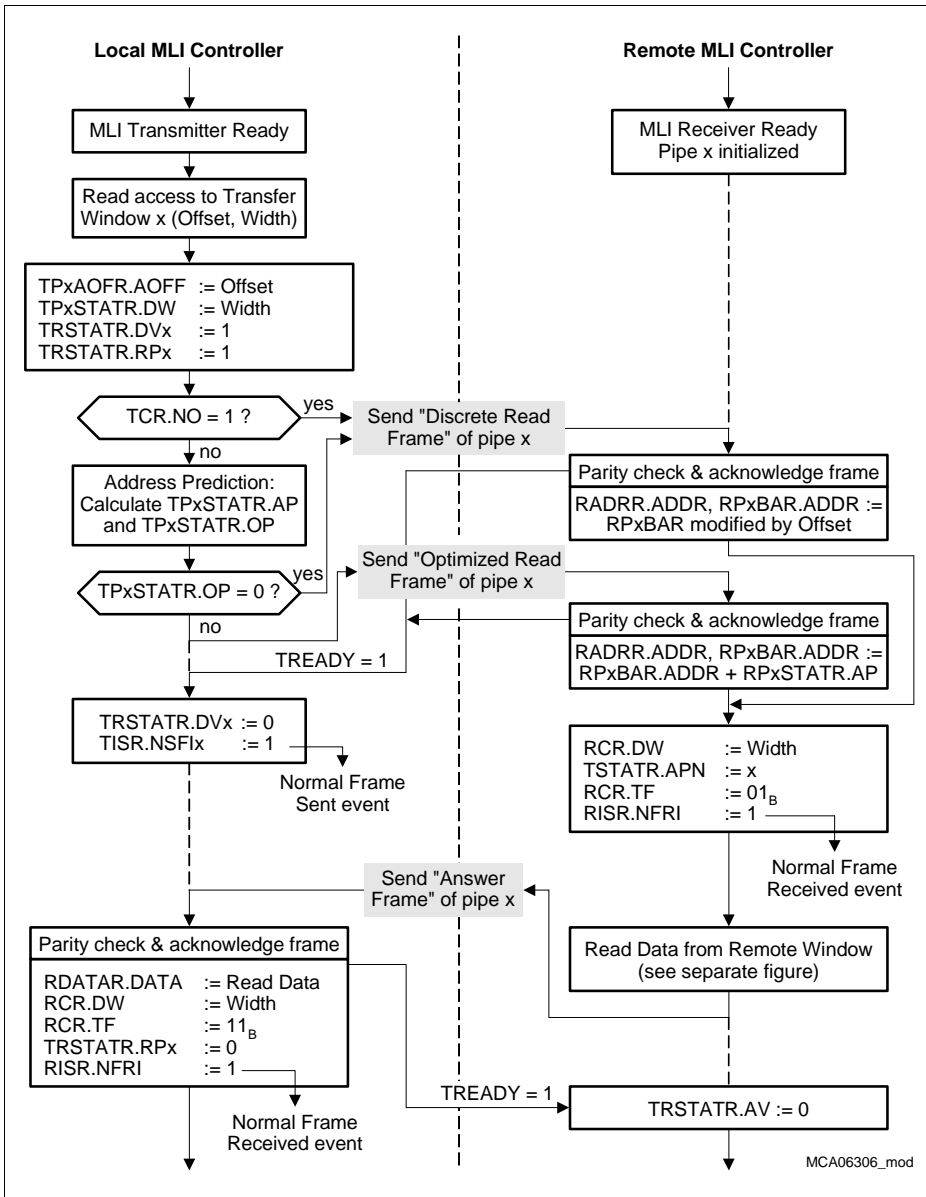 Local MLI Controller
Remote MLI Controller
MLI Transmitter Ready
MLI Receiver Ready
Pipe x initialized
Read access to Transfer
Window x (Offset, Width)
TPxAOFR.AOFF := Offset
TPxSTATR.DW := Width
TRSTATR.DVx := 1
TRSTATR.RPx := 1
TCR.NO = 1 ?
yes
no
Send "Discrete Read
Frame" of pipe x
Address Prediction:
Calculate TPxSTATR.AP
and TPxSTATR.OP
Parity check & acknowledge frame
RADRR.ADDR, RPxBAR.ADDR :=
RPxBAR modified by Offset
TPxSTATR.OP = 0 ?
yes
no
Send "Optimized Read
Frame" of pipe x
Parity check & acknowledge frame
RADRR.ADDR, RPxBAR.ADDR :=
RPxBAR.ADDR + RPxSTATR.AP
TREADY = 1
TRSTATR.DVx := 0
TISR.NSFIx := 1
Normal Frame
Sent event
RCR.DW := Width
TSTATR.APN := x
RCR.TF := 01B
RISR.NFRI := 1
Normal Frame
Received event
Send "Answer
Frame" of pipe x
Read Data from Remote Window
(see separate figure)
Parity check & acknowledge frame
RDATAR.DATA := Read Data
RCR.DW := Width
RCR.TF := 11B
TRSTATR.RPx := 0
RISR.NFRI := 1
Normal Frame
Received event
TREADY = 1
TRSTATR.AV := 0
MCA06306_mod